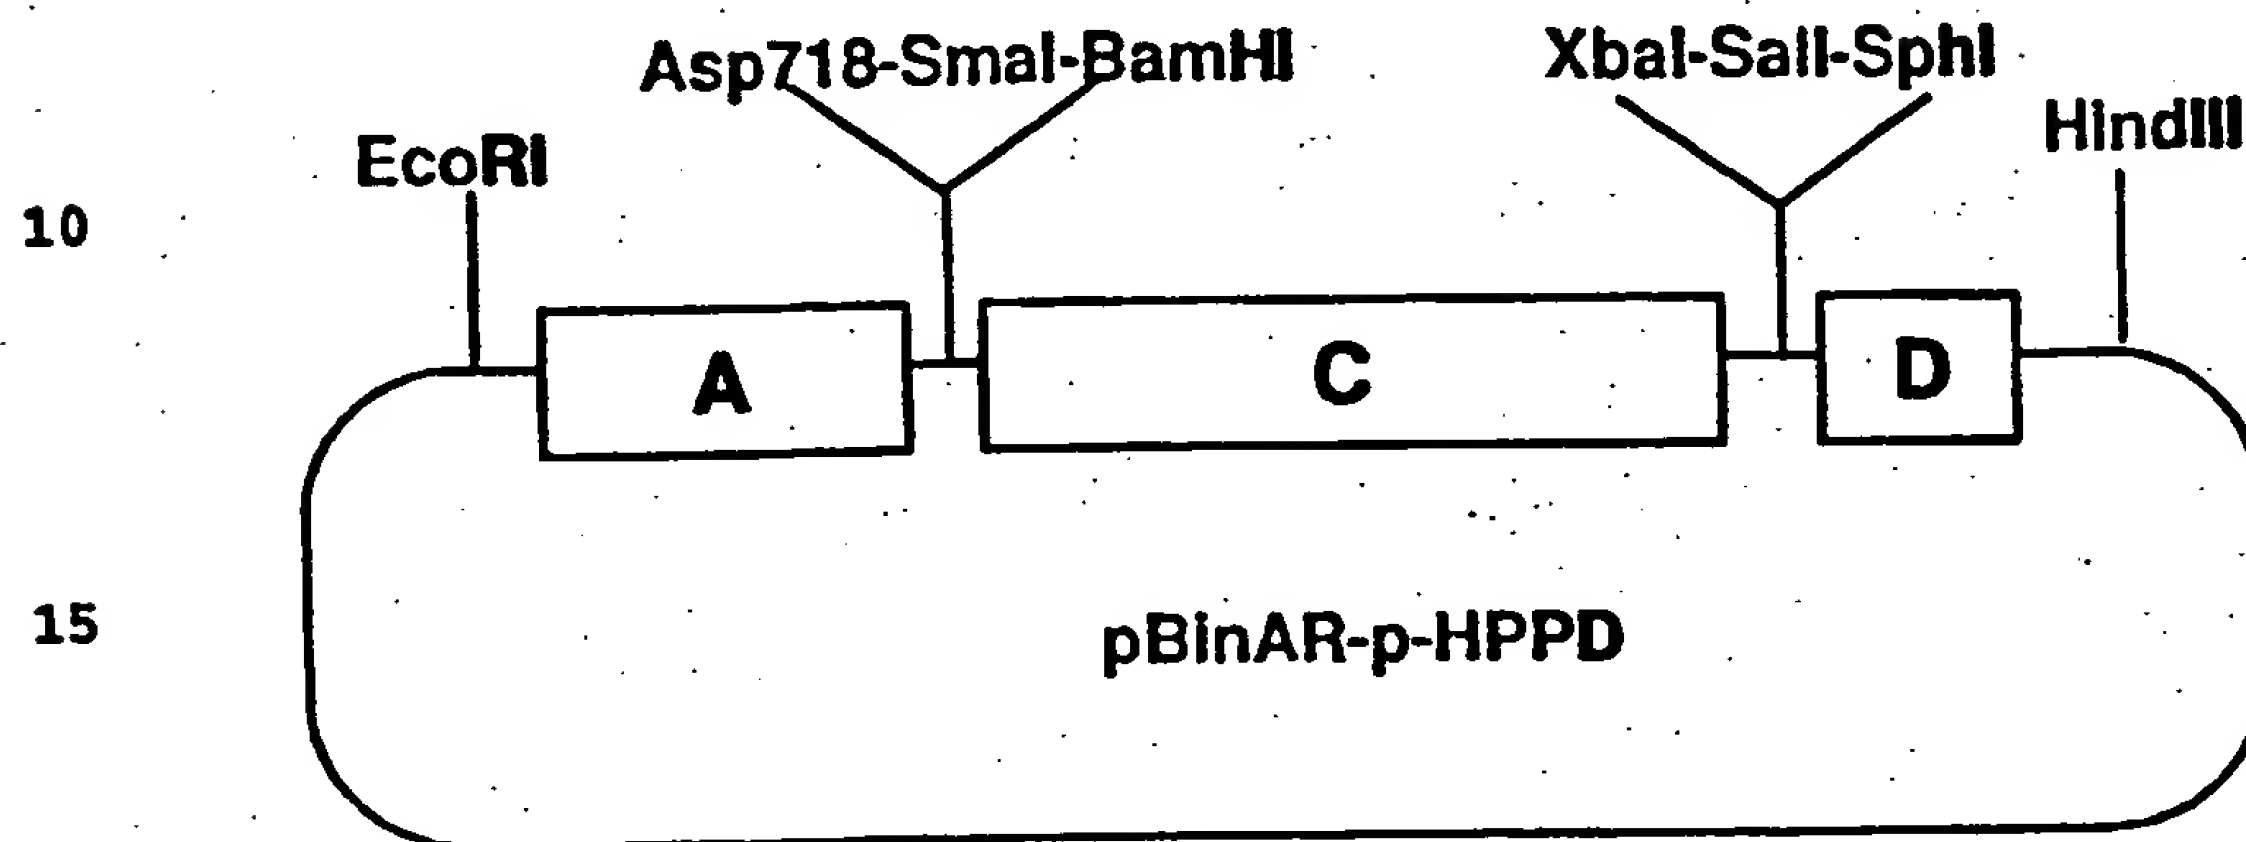 Asp718-SmaI-BamHI
XbaI-SalI-SphI
EcoRI
HindIII
10
A
C
D
15
pBinAR-p-HPPD